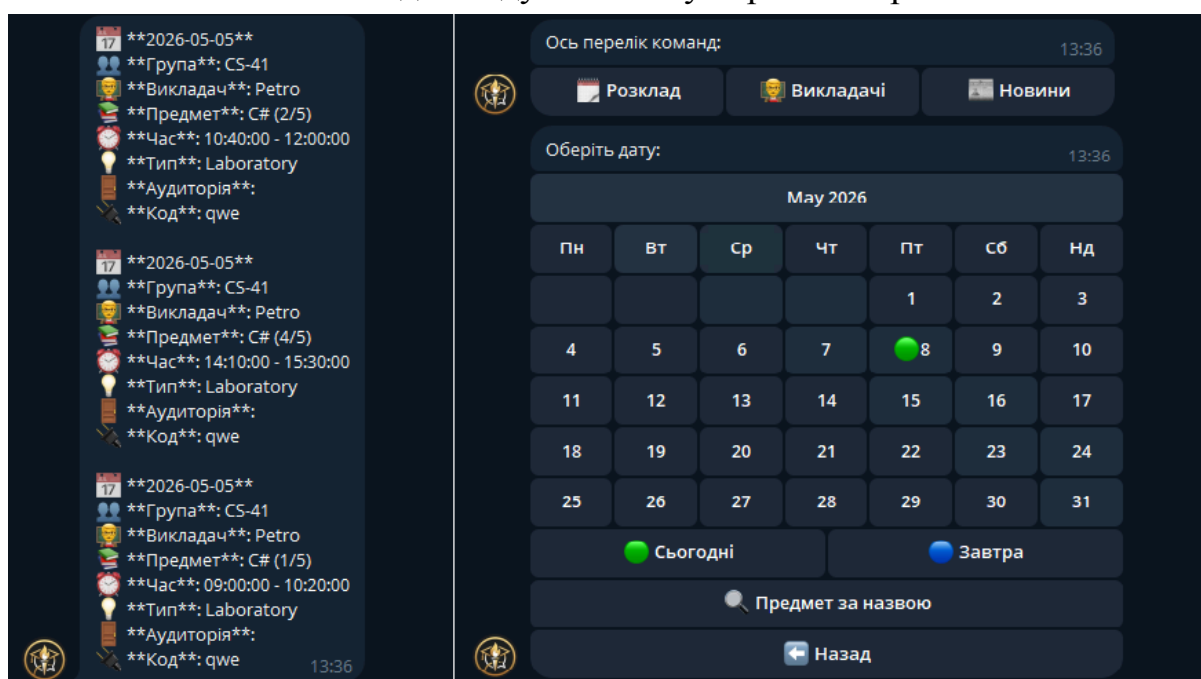 **2026-05-05**
**Група**: CS-41
**Викладач**: Petro
**Предмет**: C# (2/5)
**Час**: 10:40:00 - 12:00:00
**Тип**: Laboratory
**Аудиторія**:
**Код**: qwe
**2026-05-05**
**Група**: CS-41
**Викладач**: Petro
**Предмет**: C# (4/5)
**Час**: 14:10:00 - 15:30:00
**Тип**: Laboratory
**Аудиторія**:
**Код**: qwe
**2026-05-05**
**Група**: CS-41
**Викладач**: Petro
**Предмет**: C# (1/5)
**Час**: 09:00:00 - 10:20:00
**Тип**: Laboratory
**Аудиторія**:
**Код**: qwe 13:36
Ось перелік команд: 13:36
Розклад Викладачі Новини
Оберіть дату: 13:36
May 2026
Пн Вт Ср Чт Пт Сб Нд
1 2 3
4 5 6 7 8 9 10
11 12 13 14 15 16 17
18 19 20 21 22 23 24
25 26 27 28 29 30 31
Сьогодні Завтра
Предмет за назвою
Назад